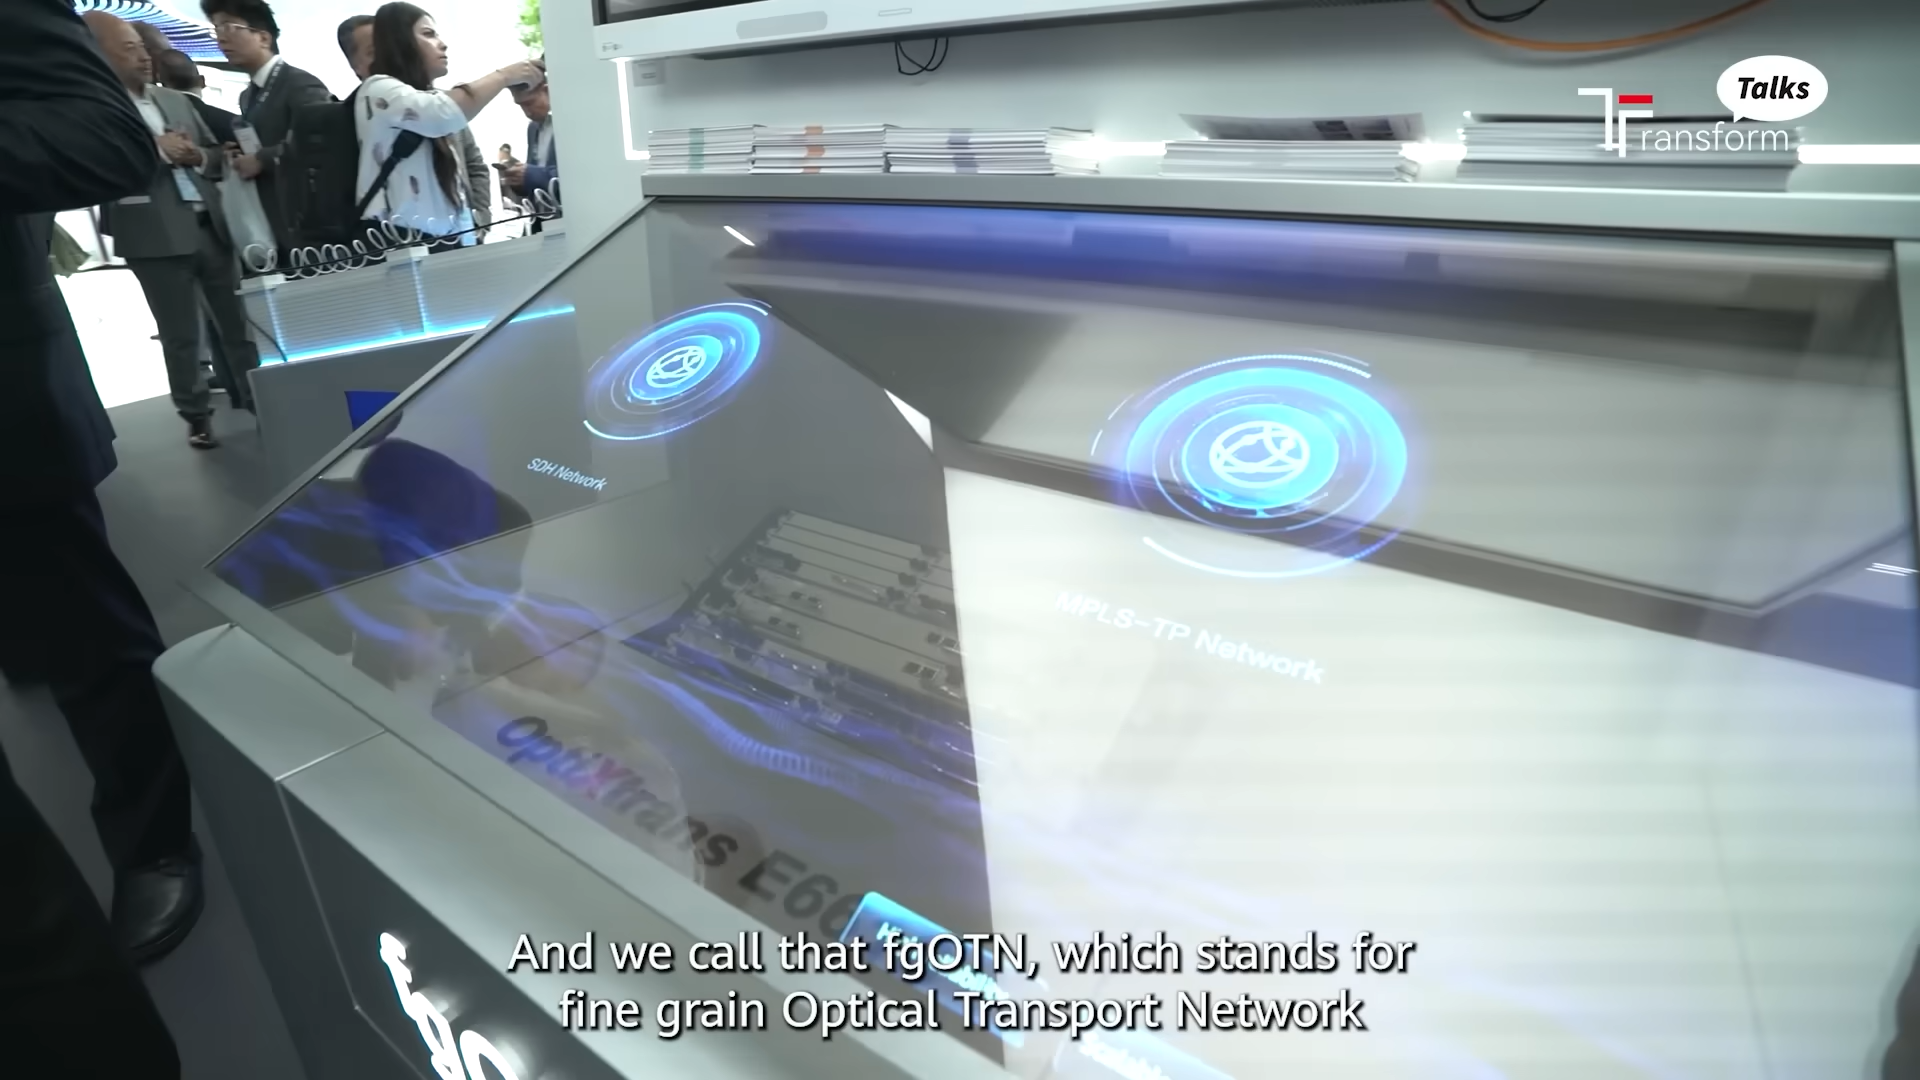 Talks
Transform
SDH Network
MPLS-TP Network
OptiXtrans E66
And we call that fgOTN, which stands for
fine grain Optical Transport Network